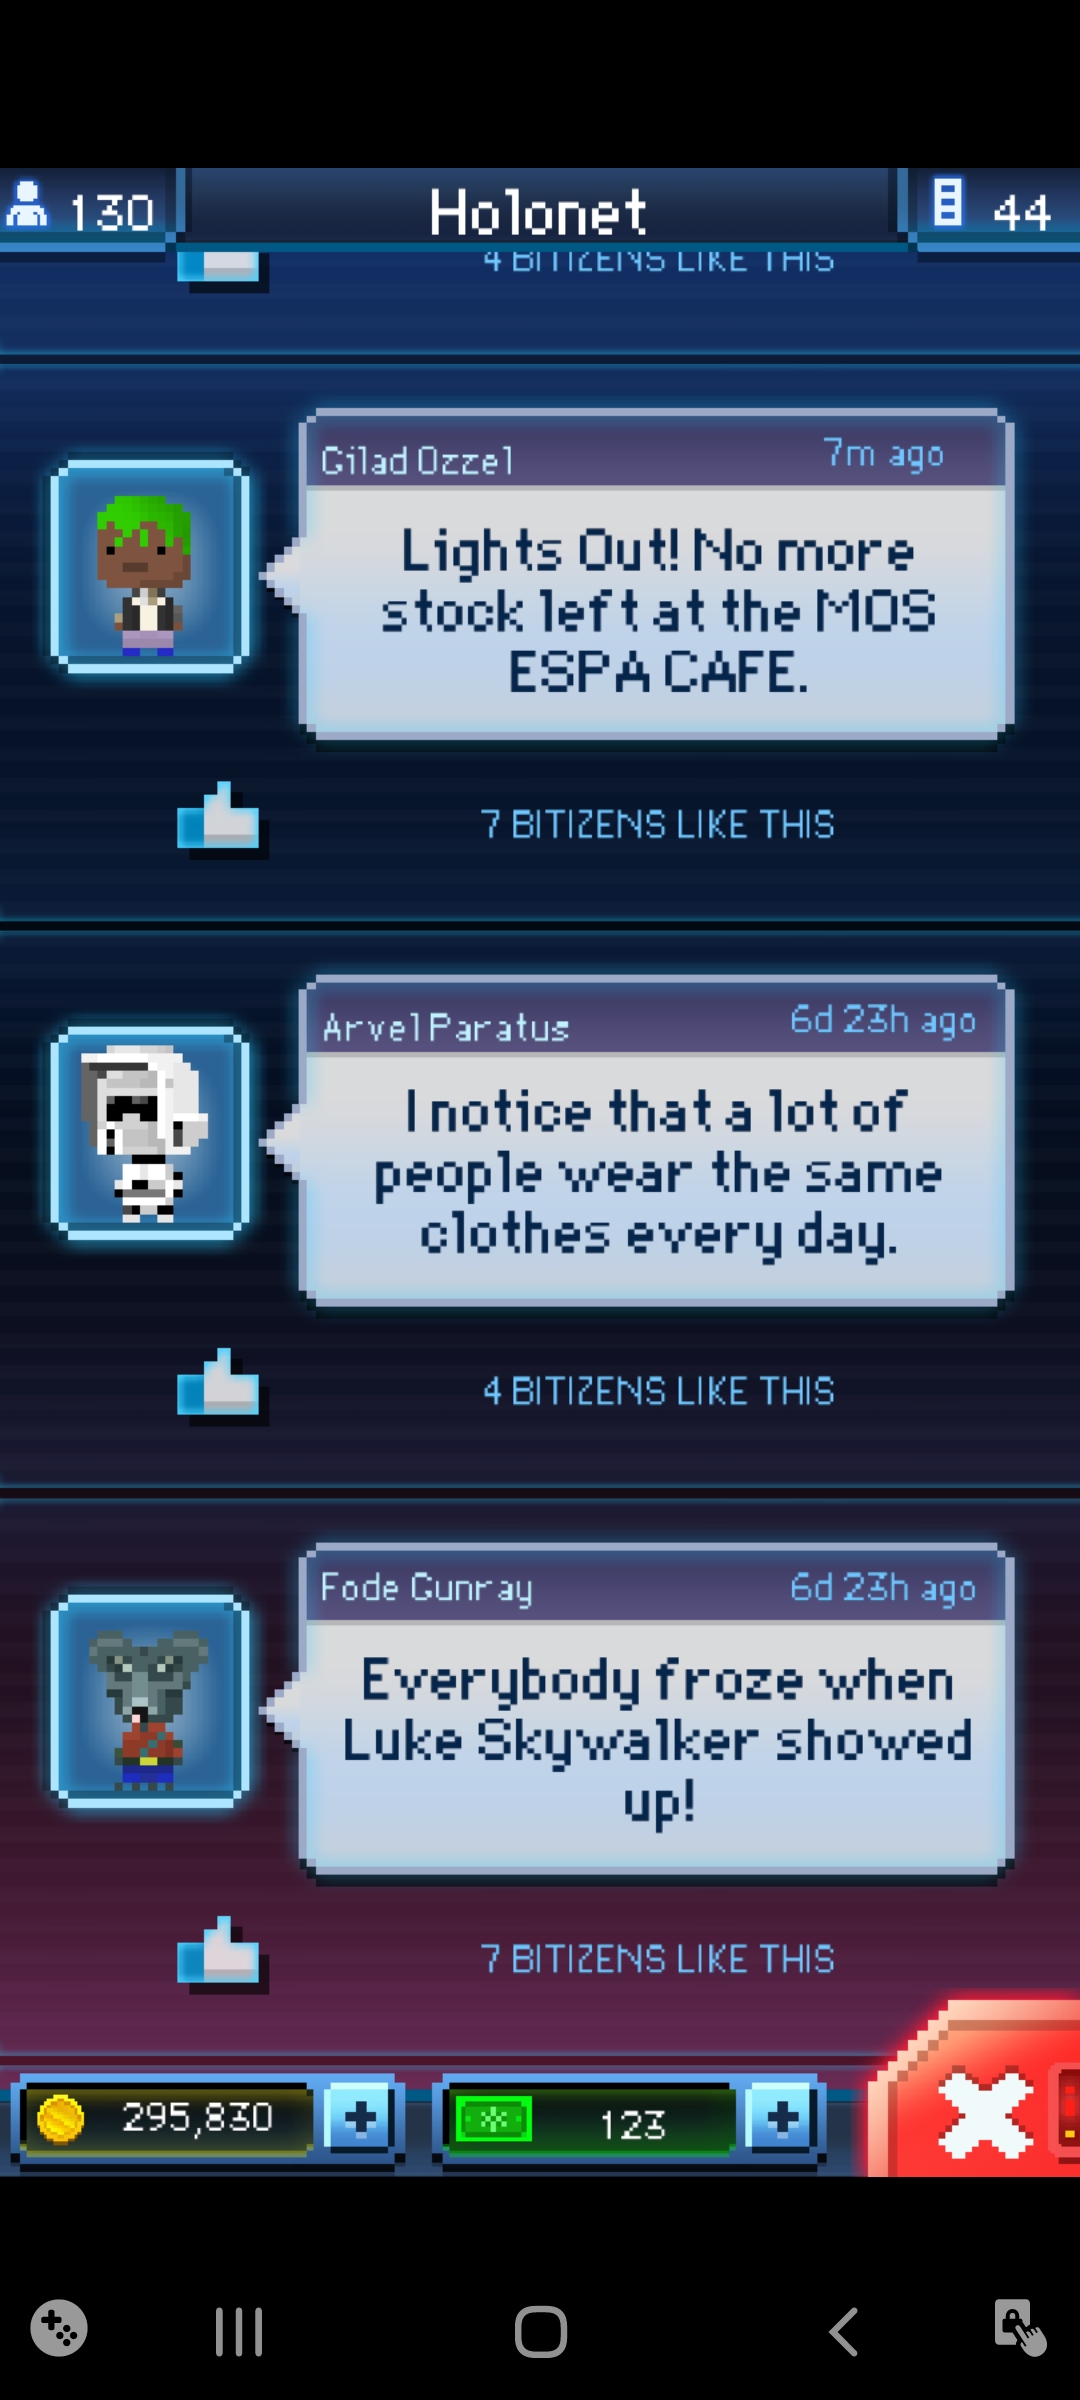 130
Holonet
44
4 BITIZENS LIKE THIS
Gilad Ozzel
7m ago
Lights Out! No more
stock left at the MOS
ESPA CAFE.
7 BITIZENS LIKE THIS
Arvel Paratus
6d 23h ago
I notice that a lot of
people wear the same
clothes every day.
4 BITIZENS LIKE THIS
Fode Gunray
6d 23h ago
Everybody froze when
Luke Skywalker showed
up!
7 BITIZENS LIKE THIS
295,830
123